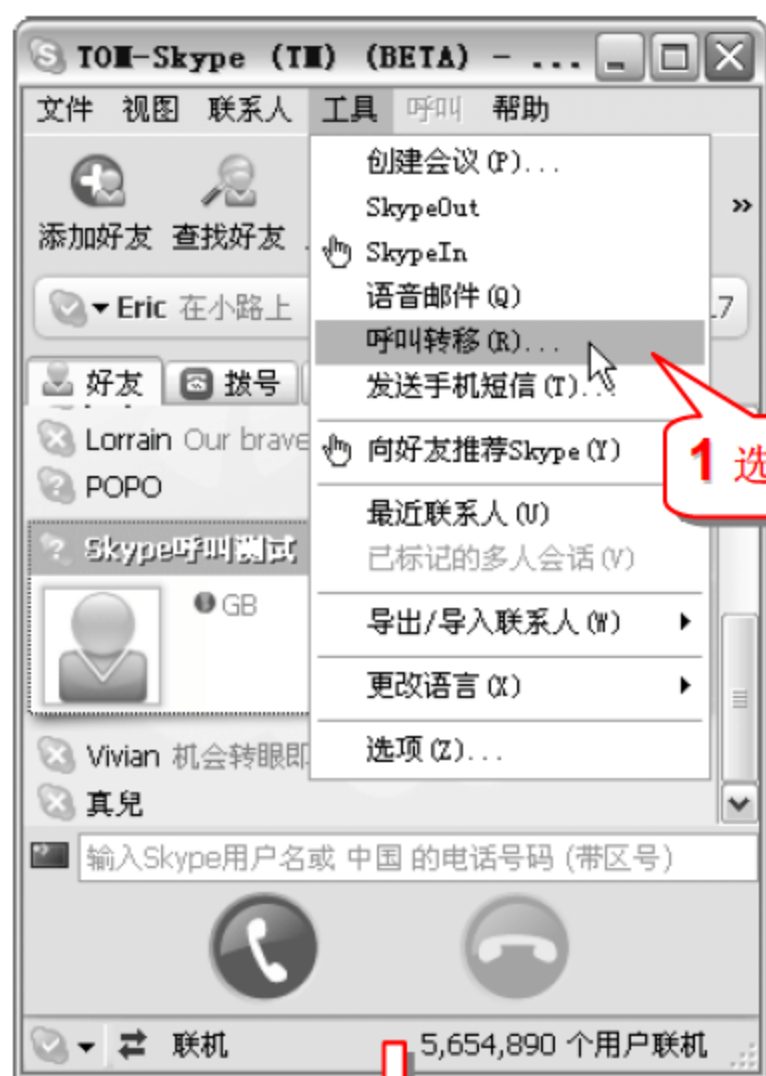 TOM-Skype (TM) (BETA) - ...
文件 视图 联系人 工具 呼叫 帮助
添加好友 查找好友
»
创建会议(P)...
SkypeOut
SkypeIn
语音邮件(Q)
呼叫转移(R)...
发送手机短信(T)...
向好友推荐Skype(Y)
最近联系人(U)
已标记的多人会话(V)
导出/导入联系人(W)
更改语言(X)
选项(Z)...
1 选
Eric 在小路上
.7
好友 拨号
Lorrain Our brave
POPO
Skype呼叫测试
GB
Vivian 机会转眼即
真兒
输入Skype用户名或 中国 的电话号码 (带区号)
联机 5,654,890 个用户联机